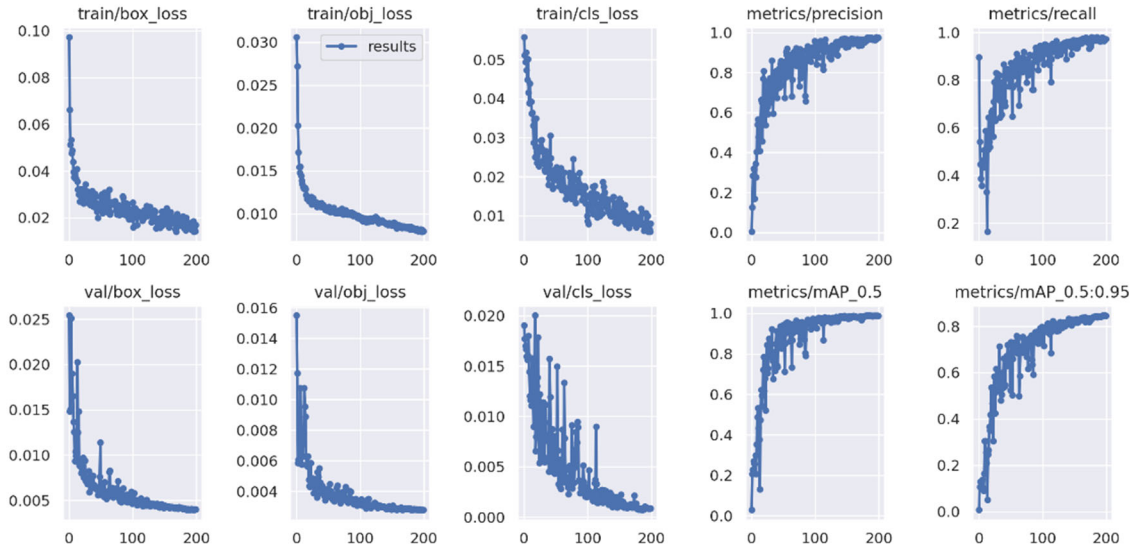 train/box_loss train/obj_loss train/cls_loss metrics/precision metrics/recall
0.10 0.08 0.06 0.04 0.02
0 100 200
results
0.030 0.025 0.020 0.015 0.010
0 100 200
0.05 0.04 0.03 0.02 0.01
0 100 200
1.0 0.8 0.6 0.4 0.2 0.0
0 100 200
1.0 0.8 0.6 0.4 0.2
0 100 200
val/box_loss val/obj_loss val/cls_loss metrics/mAP_0.5 metrics/mAP_0.5:0.95
0.025 0.020 0.015 0.010 0.005
0 100 200
0.016 0.014 0.012 0.010 0.008 0.006 0.004
0 100 200
0.020 0.015 0.010 0.005 0.000
0 100 200
1.0 0.8 0.6 0.4 0.2 0.0
0 100 200
0.8 0.6 0.4 0.2 0.0
0 100 200